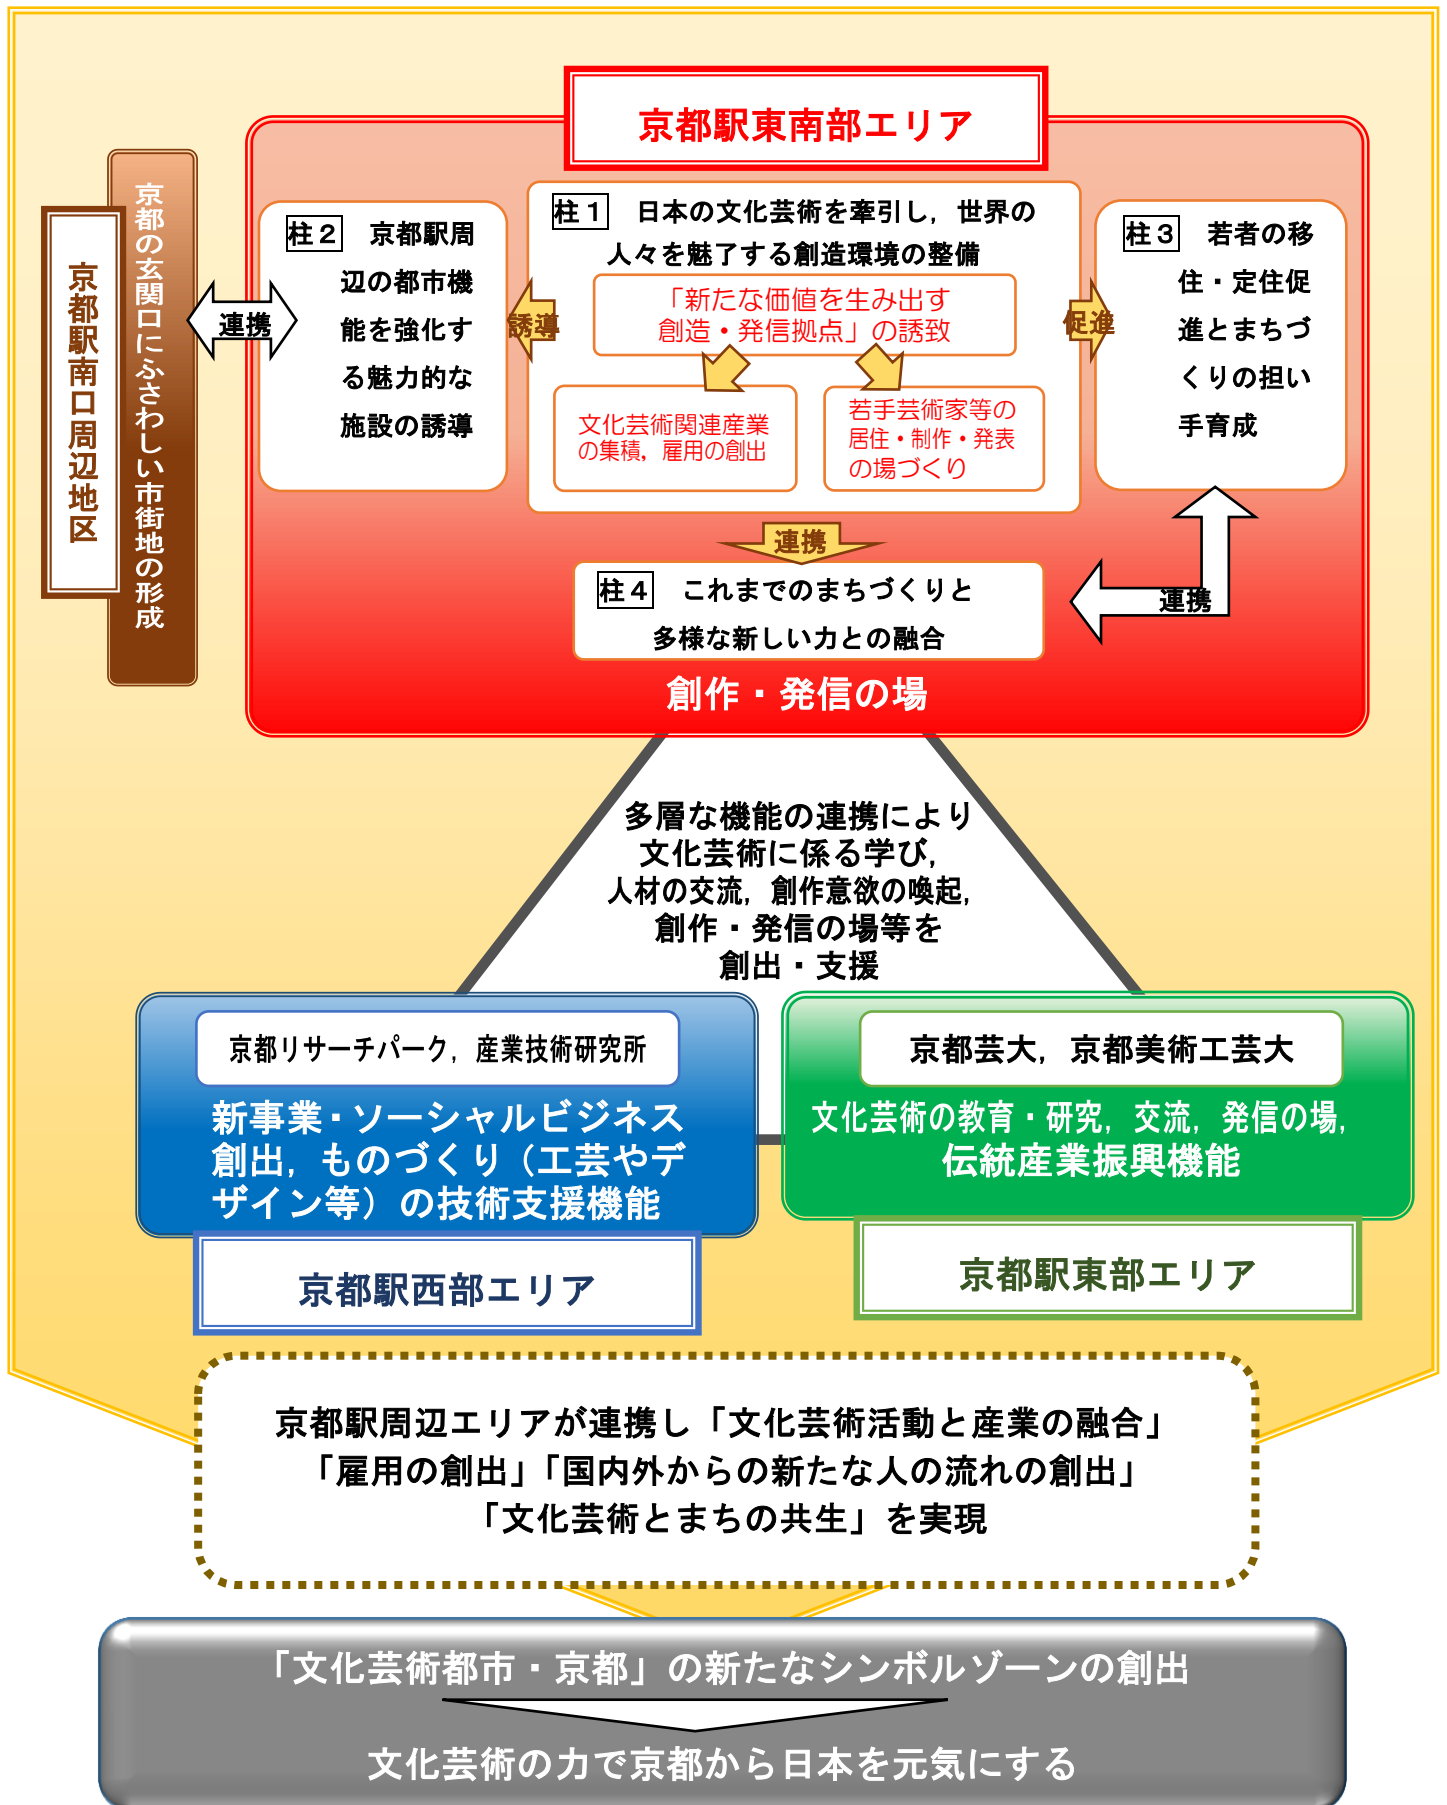 京都駅東南部エリア
京都の玄関口にふさわしい市街地の形成
京都駅南口周辺地区
連携
柱２　京都駅周
辺の都市機
能を強化す
る魅力的な
施設の誘導
誘導
柱１　日本の文化芸術を牽引し，世界の
人々を魅了する創造環境の整備
「新たな価値を生み出す
創造・発信拠点」の誘致
文化芸術関連産業
の集積，雇用の創出
若手芸術家等の
居住・制作・発表
の場づくり
促進
柱３　若者の移
住・定住促
進とまちづ
くりの担い
手育成
連携
柱４　これまでのまちづくりと
多様な新しい力との融合
連携
創作・発信の場
多層な機能の連携により
文化芸術に係る学び，
人材の交流，創作意欲の喚起，
創作・発信の場等を
創出・支援
京都リサーチパーク，産業技術研究所
新事業・ソーシャルビジネス
創出，ものづくり（工芸やデ
ザイン等）の技術支援機能
京都駅西部エリア
京都芸大，京都美術工芸大
文化芸術の教育・研究，交流，発信の場，
伝統産業振興機能
京都駅東部エリア
京都駅周辺エリアが連携し「文化芸術活動と産業の融合」
「雇用の創出」「国内外からの新たな人の流れの創出」
「文化芸術とまちの共生」を実現
「文化芸術都市・京都」の新たなシンボルゾーンの創出
文化芸術の力で京都から日本を元気にする